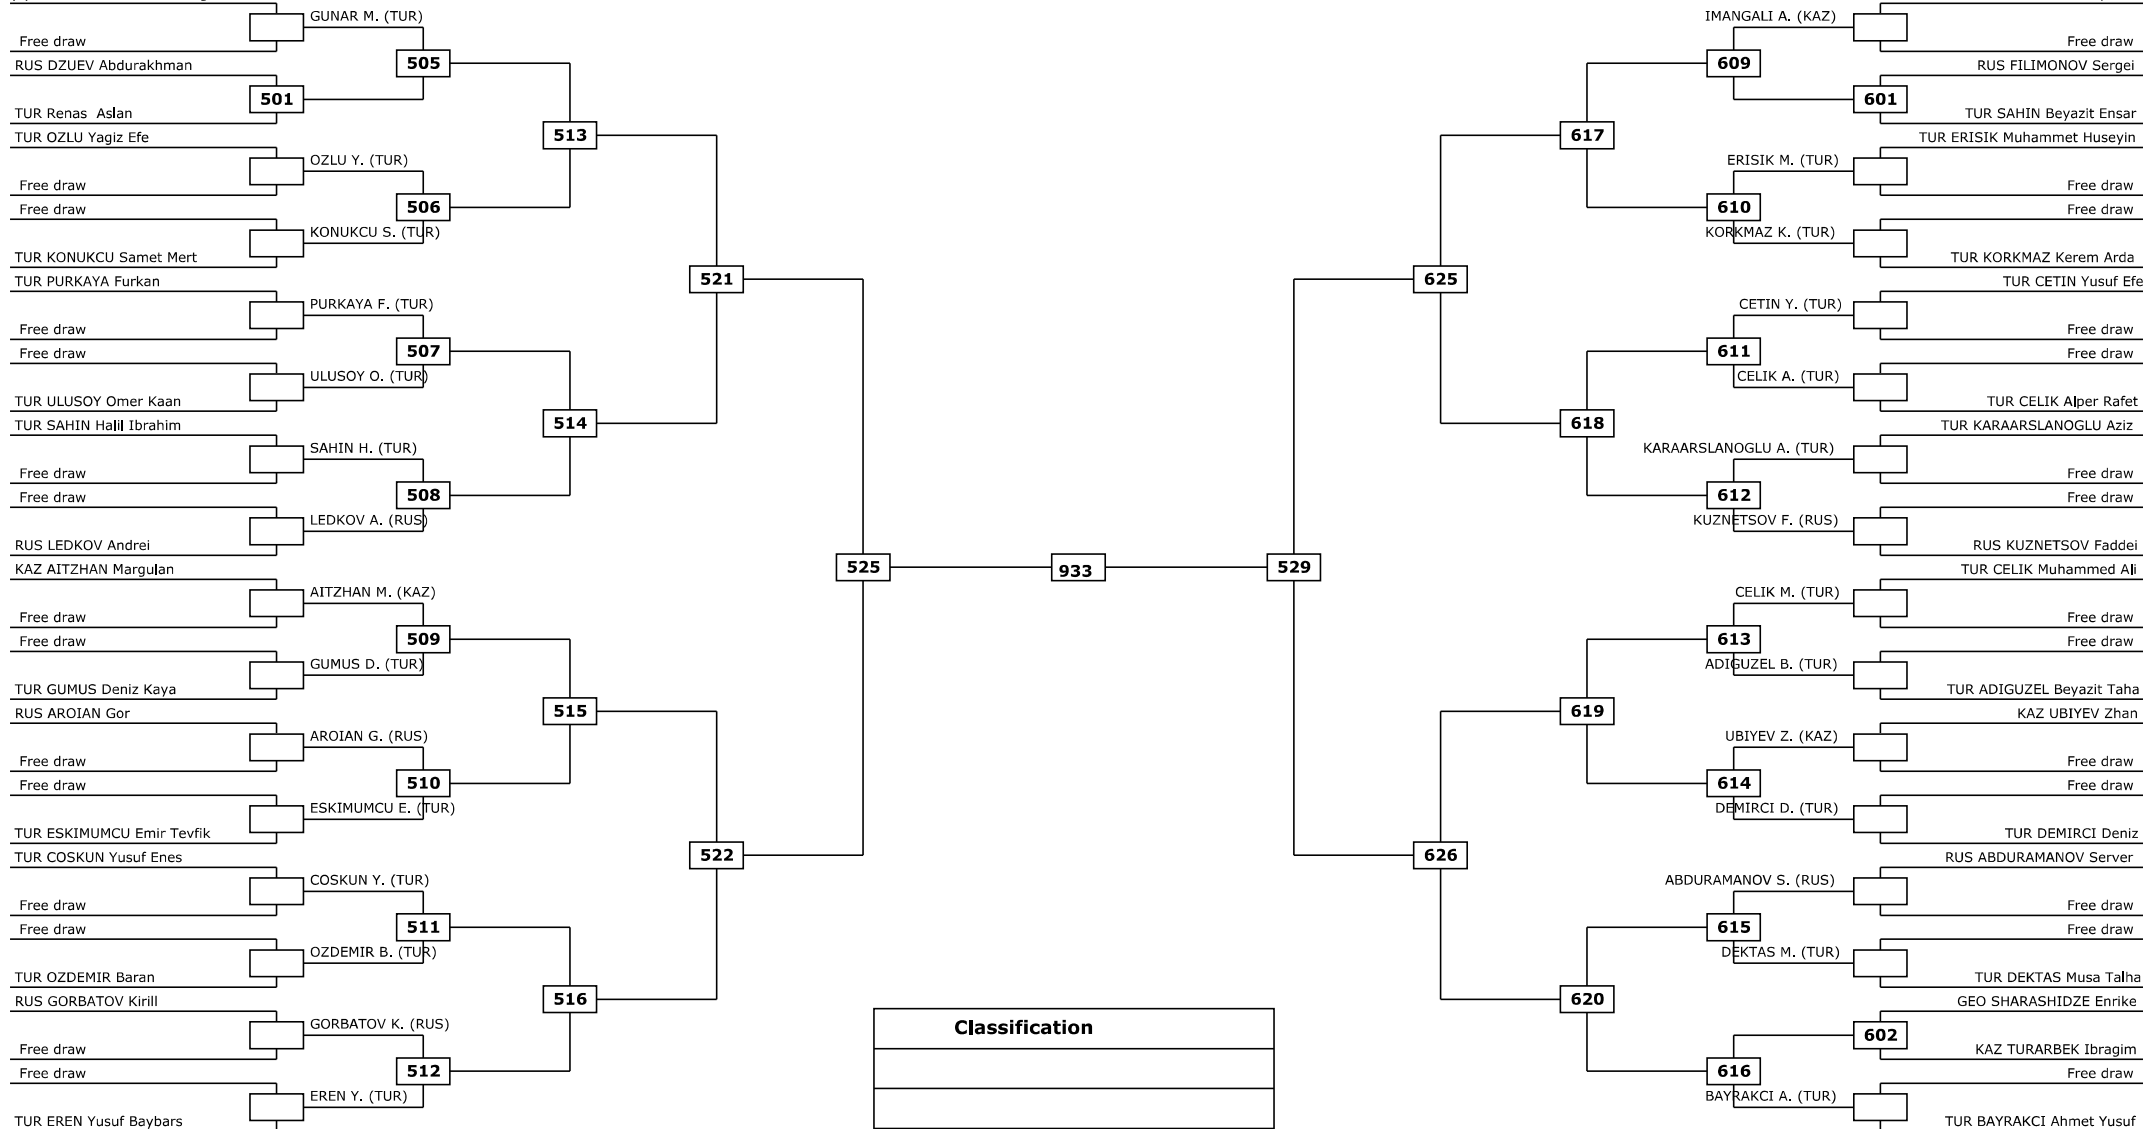 GUNAR M. (TUR)
Free draw
505
RUS DZUEV Abdurakhman
501
TUR Renas  Aslan
513
TUR OZLU Yagiz Efe
OZLU Y. (TUR)
Free draw
506
Free draw
KONUKCU S. (TUR)
TUR KONUKCU Samet Mert
521
TUR PURKAYA Furkan
PURKAYA F. (TUR)
Free draw
507
Free draw
ULUSOY O. (TUR)
TUR ULUSOY Omer Kaan
514
TUR SAHIN Halil Ibrahim
SAHIN H. (TUR)
Free draw
508
Free draw
LEDKOV A. (RUS)
RUS LEDKOV Andrei
525
KAZ AITZHAN Margulan
AITZHAN M. (KAZ)
Free draw
509
Free draw
GUMUS D. (TUR)
TUR GUMUS Deniz Kaya
515
RUS AROIAN Gor
AROIAN G. (RUS)
Free draw
510
Free draw
ESKIMUMCU E. (TUR)
TUR ESKIMUMCU Emir Tevfik
522
TUR COSKUN Yusuf Enes
COSKUN Y. (TUR)
Free draw
511
Free draw
OZDEMIR B. (TUR)
TUR OZDEMIR Baran
516
RUS GORBATOV Kirill
GORBATOV K. (RUS)
Free draw
512
Free draw
EREN Y. (TUR)
TUR EREN Yusuf Baybars
933
Classification
IMANGALI A. (KAZ)
Free draw
609
RUS FILIMONOV Sergei
601
TUR SAHIN Beyazit Ensar
617
TUR ERISIK Muhammet Huseyin
ERISIK M. (TUR)
Free draw
610
Free draw
KORKMAZ K. (TUR)
TUR KORKMAZ Kerem Arda
625
TUR CETIN Yusuf Efe
CETIN Y. (TUR)
Free draw
611
Free draw
CELIK A. (TUR)
TUR CELIK Alper Rafet
618
TUR KARAARSLANOGLU Aziz
KARAARSLANOGLU A. (TUR)
Free draw
612
Free draw
KUZNETSOV F. (RUS)
RUS KUZNETSOV Faddei
529
TUR CELIK Muhammed Ali
CELIK M. (TUR)
Free draw
613
Free draw
ADIGUZEL B. (TUR)
TUR ADIGUZEL Beyazit Taha
619
KAZ UBIYEV Zhan
UBIYEV Z. (KAZ)
Free draw
614
Free draw
DEMIRCI D. (TUR)
TUR DEMIRCI Deniz
626
RUS ABDURAMANOV Server
ABDURAMANOV S. (RUS)
Free draw
615
Free draw
DEKTAS M. (TUR)
TUR DEKTAS Musa Talha
620
GEO SHARASHIDZE Enrike
602
KAZ TURARBEK Ibragim
616
Free draw
BAYRAKCI A. (TUR)
TUR BAYRAKCI Ahmet Yusuf